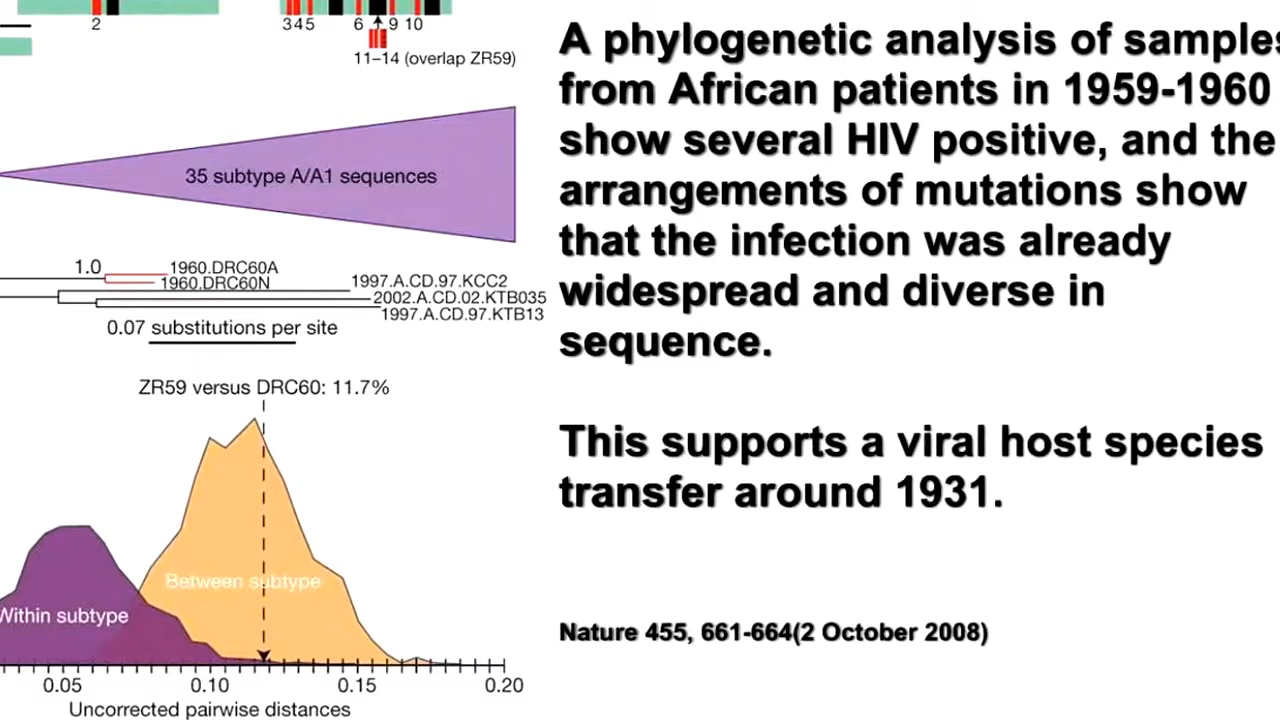 2
345
6
7
9
10
11–14 (overlap ZR59)
35 subtype A/A1 sequences
1.0
1960.DRC60A
1960.DRC60N
1997.A.CD.97.KCC2
2002.A.CD.02.KTB035
1997.A.CD.97.KTB13
0.07 substitutions per site
ZR59 versus DRC60: 11.7%
Between subtype
Within subtype
0.05
0.10
0.15
0.20
Uncorrected pairwise distances
A phylogenetic analysis of samples
from African patients in 1959-1960
show several HIV positive, and the
arrangements of mutations show
that the infection was already
widespread and diverse in
sequence.
This supports a viral host species
transfer around 1931.
Nature 455, 661-664(2 October 2008)